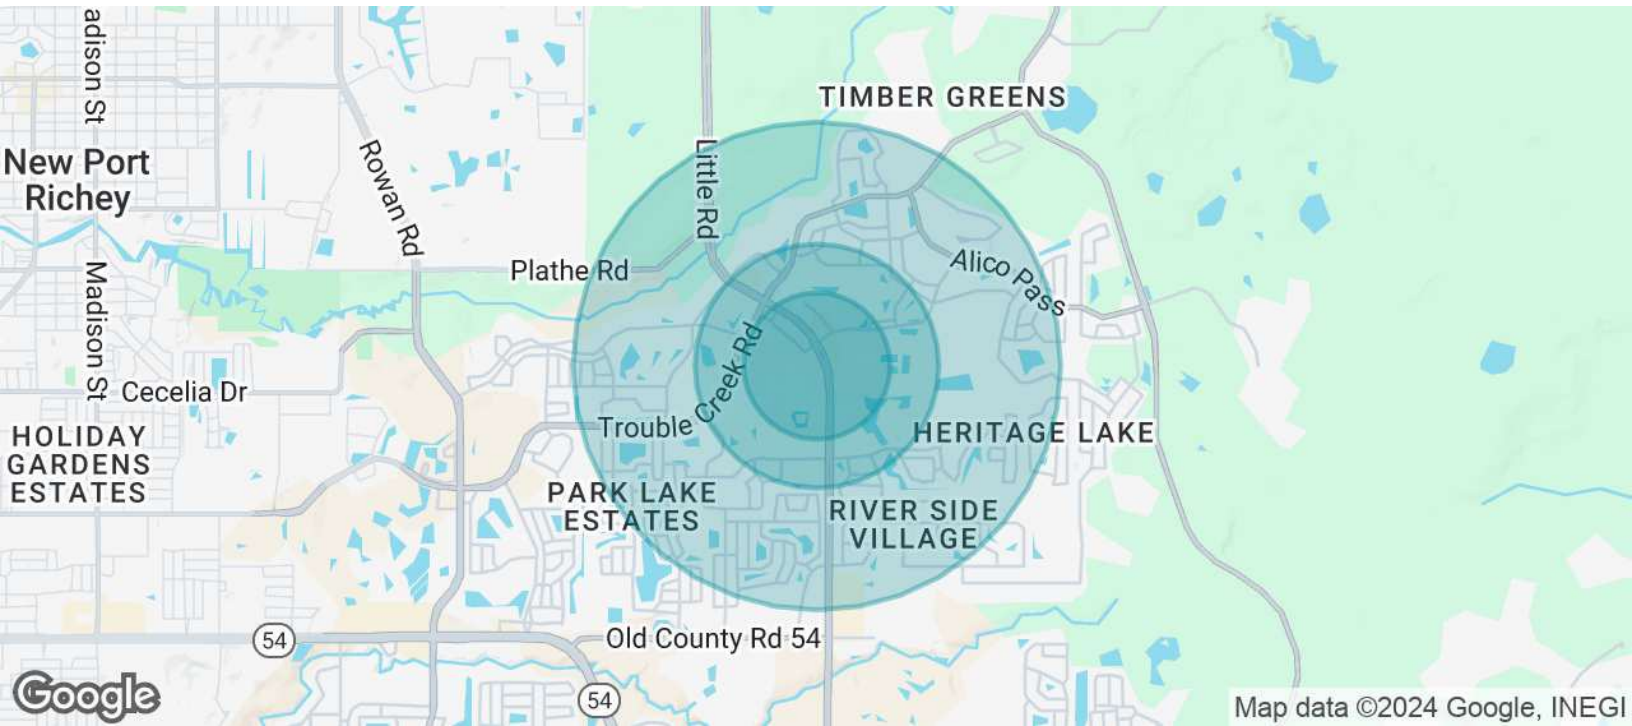 adison St
TIMBER GREENS
New Port
Richey
Rowan Rd
Little Rd
Plathe Rd
Alico Pass
Madison St
Cecelia Dr
Trouble Creek Rd
HOLIDAY
GARDENS
ESTATES
HERITAGE LAKE
PARK LAKE
ESTATES
RIVER SIDE
VILLAGE
54
Old County Rd 54
54
Google
Map data ©2024 Google, INEGI